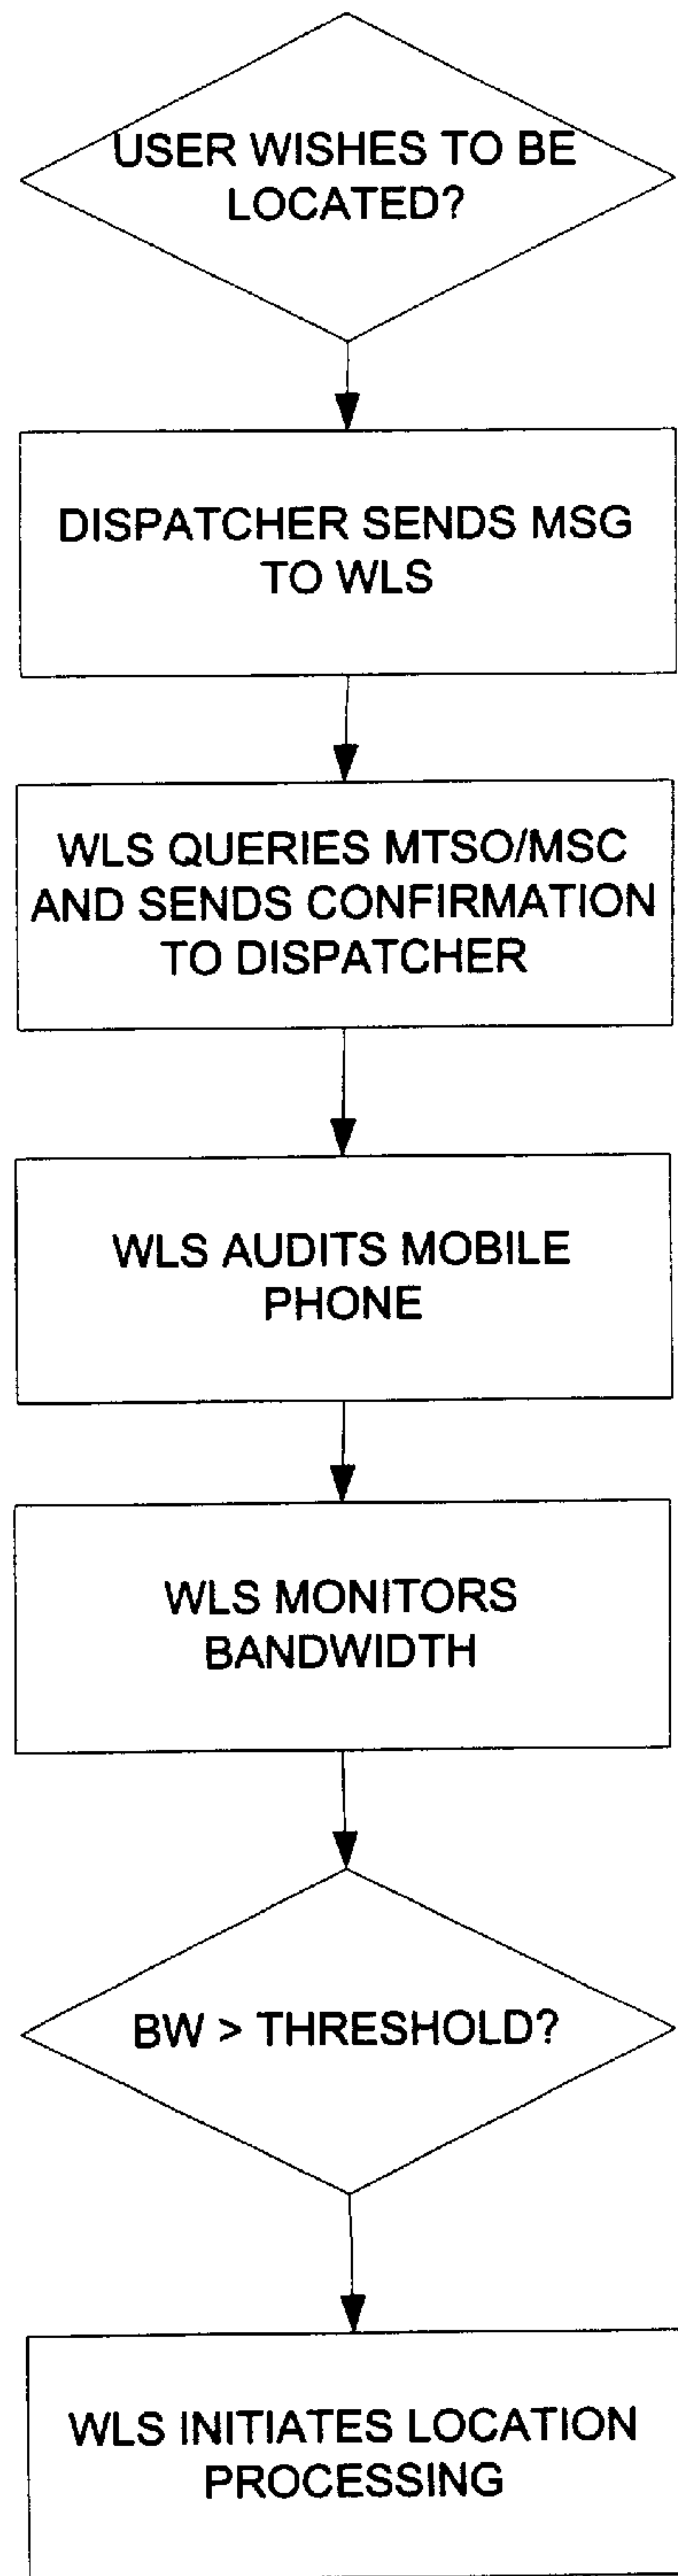 USER WISHES TO BE
LOCATED?
DISPATCHER SENDS MSG
TO WLS
WLS QUERIES MTSO/MSC
AND SENDS CONFIRMATION
TO DISPATCHER
WLS AUDITS MOBILE
PHONE
WLS MONITORS
BANDWIDTH
BW > THRESHOLD?
WLS INITIATES LOCATION
PROCESSING